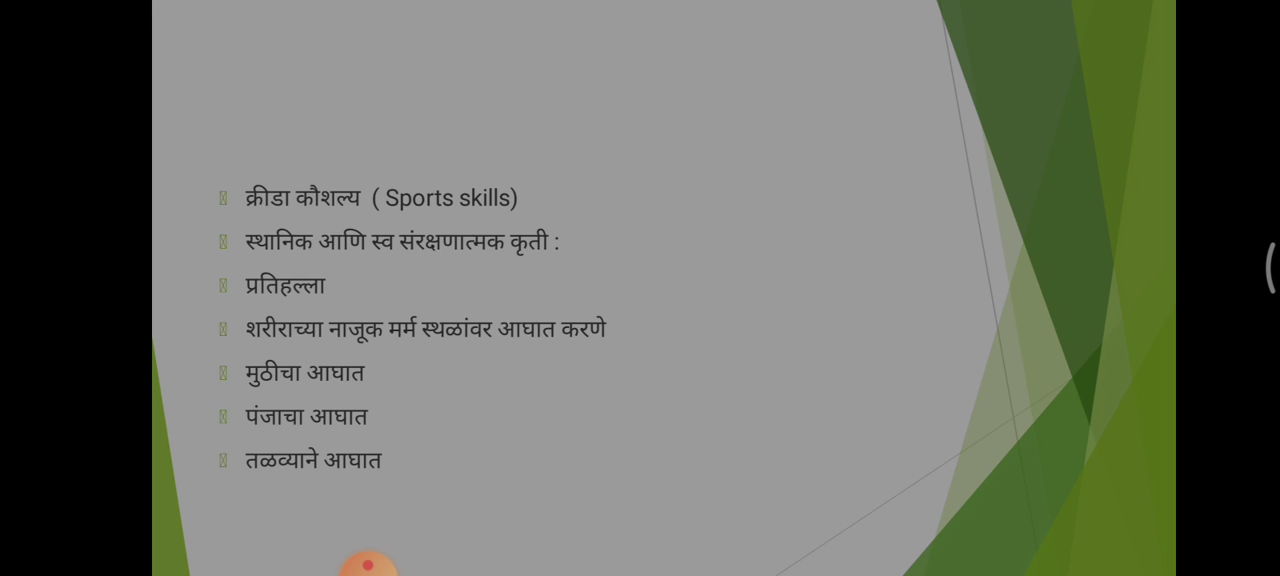 क्रीडा कौशल्य ( Sports skills)
स्थानिक आणि स्व संरक्षणात्मक कृती :
प्रतिहल्ला
शरीराच्या नाजूक मर्म स्थळांवर आघात करणे
मुठीचा आघात
पंजाचा आघात
तळव्याने आघात